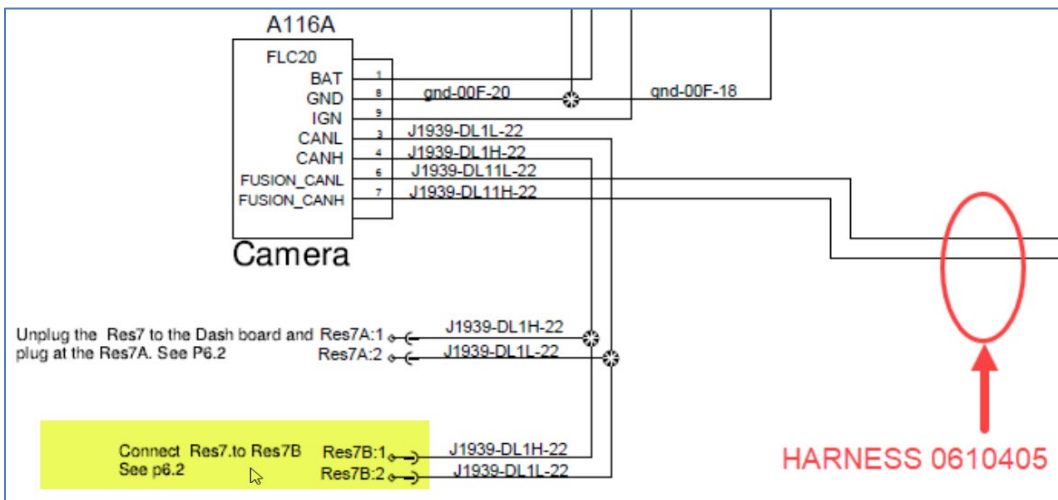 A116A
FLC20
BAT 1
GND 8 gnd-00F-20 gnd-00F-18
IGN 9
CANL 3 J1939-DL1L-22
CANH 4 J1939-DL1H-22
FUSION_CANL 6 J1939-DL11L-22
FUSION_CANH 7 J1939-DL11H-22
Camera
Unplug the Res7 to the Dash board and Res7A:1 J1939-DL1H-22
plug at the Res7A. See P6.2 Res7A:2 J1939-DL1L-22
Connect Res7.to Res7B Res7B:1 J1939-DL1H-22
See p6.2 Res7B:2 J1939-DL1L-22
HARNESS 0610405